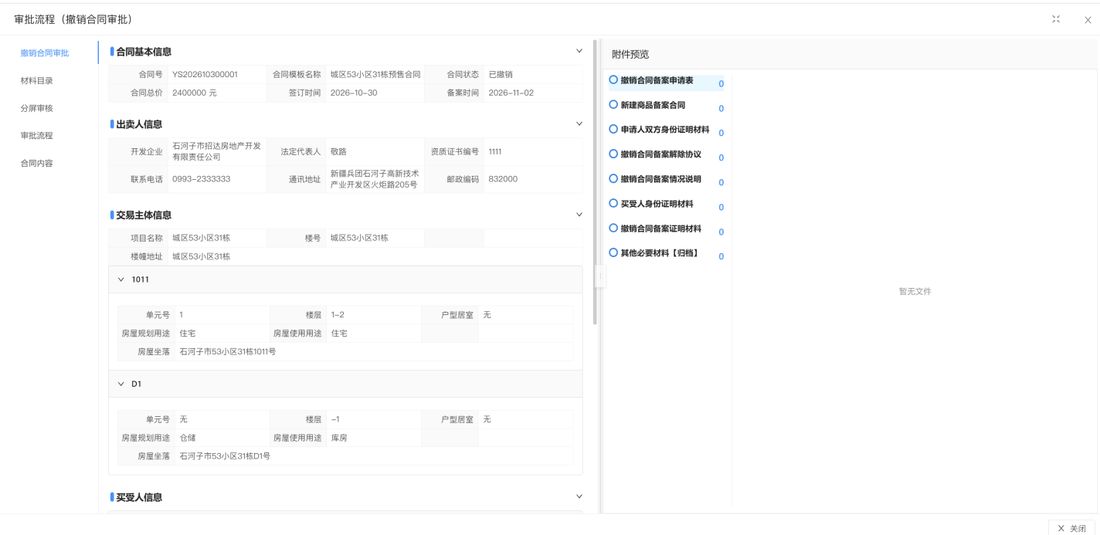 审批流程（撤销合同审批）
撤销合同审批
材料目录
分屏审核
审批流程
合同内容
合同基本信息
合同号 YS202610300001 合同模板名称 城区53小区31栋预售合同 合同状态 已撤销
合同总价 2400000 元 签订时间 2026-10-30 备案时间 2026-11-02
出卖人信息
开发企业 石河子市招达房地产开发有限责任公司 法定代表人 敬路 资质证书编号 1111
联系电话 0993-2333333 通讯地址 新疆兵团石河子高新技术产业开发区火炬路205号 邮政编码 832000
交易主体信息
项目名称 城区53小区31栋 楼号 城区53小区31栋
楼幢地址 城区53小区31栋
1011
单元号 1 楼层 1-2 户型居室 无
房屋规划用途 住宅 房屋使用用途 住宅
房屋坐落 石河子市53小区31栋1011号
D1
单元号 无 楼层 -1 户型居室 无
房屋规划用途 仓储 房屋使用用途 库房
房屋坐落 石河子市53小区31栋D1号
买受人信息
附件预览
撤销合同备案申请表 0
新建商品备案合同 0
申请人双方身份证明材料 0
撤销合同备案解除协议 0
撤销合同备案情况说明 0
买受人身份证明材料 0
撤销合同备案证明材料 0
其他必要材料【归档】 0
暂无文件
关闭